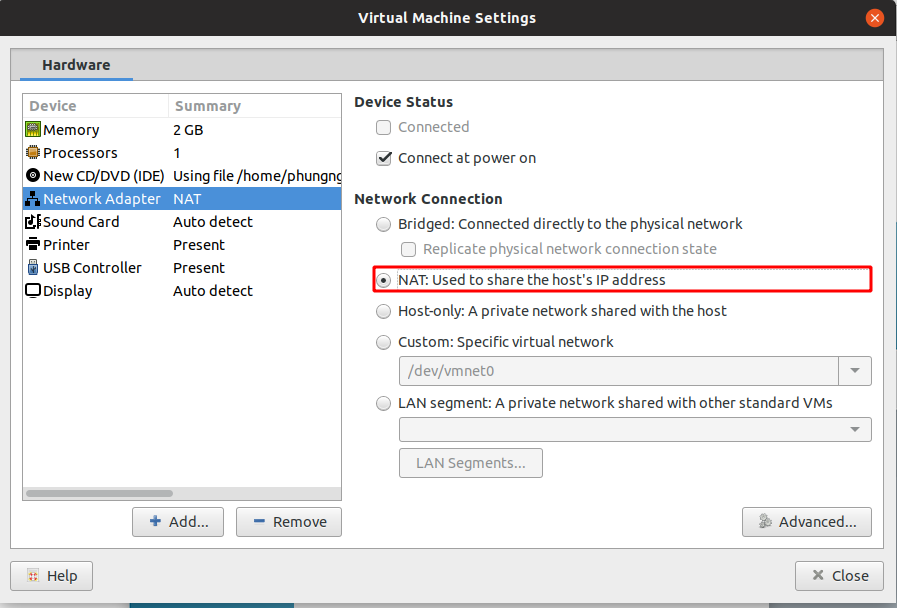 Virtual Machine Settings
Hardware
Device Summary
Memory 2 GB
Processors 1
New CD/DVD (IDE) Using file /home/phungng
Network Adapter NAT
Sound Card Auto detect
Printer Present
USB Controller Present
Display Auto detect
Add...
Remove
Device Status
Connected
Connect at power on
Network Connection
Bridged: Connected directly to the physical network
Replicate physical network connection state
NAT: Used to share the host's IP address
Host-only: A private network shared with the host
Custom: Specific virtual network
/dev/vmnet0
LAN segment: A private network shared with other standard VMs
LAN Segments...
Advanced...
Help
Close